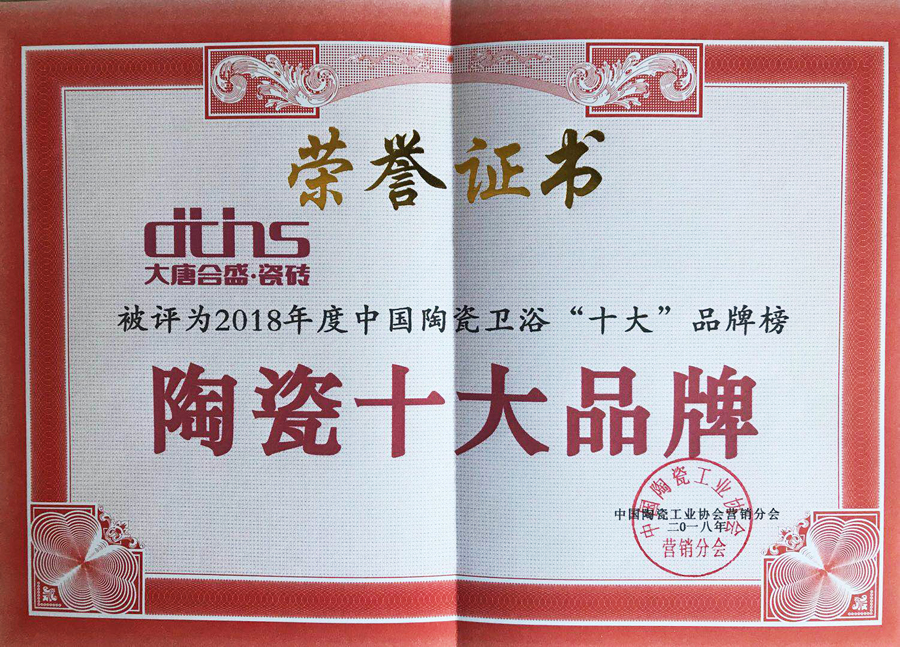 荣誉证书
dths
大唐合盛·瓷砖
被评为2018年度中国陶瓷卫浴“十大”品牌榜
陶瓷十大品牌
中国陶瓷工业协会营销分会
二0一八年
中国陶瓷工业协会
营销分会